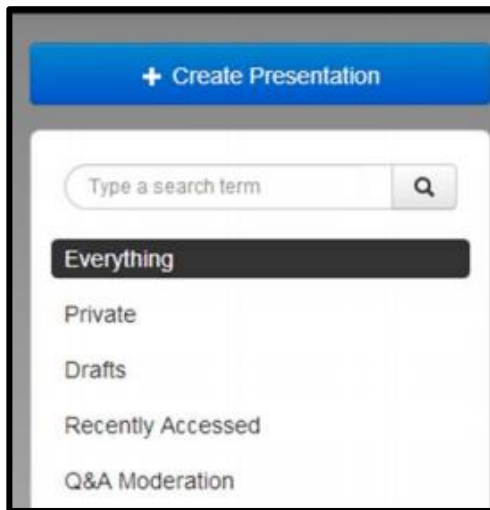 + Create Presentation
Type a search term
Everything
Private
Drafts
Recently Accessed
Q&A Moderation